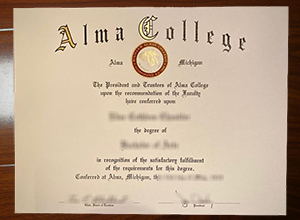 Alma College
Alma Michigan
The President and Trustees of Alma College
upon the recommendation of the Faculty
have conferred upon
the degree of
in recognition of the satisfactory fulfillment
of the requirements for this degree.
Conferred at Alma, Michigan,